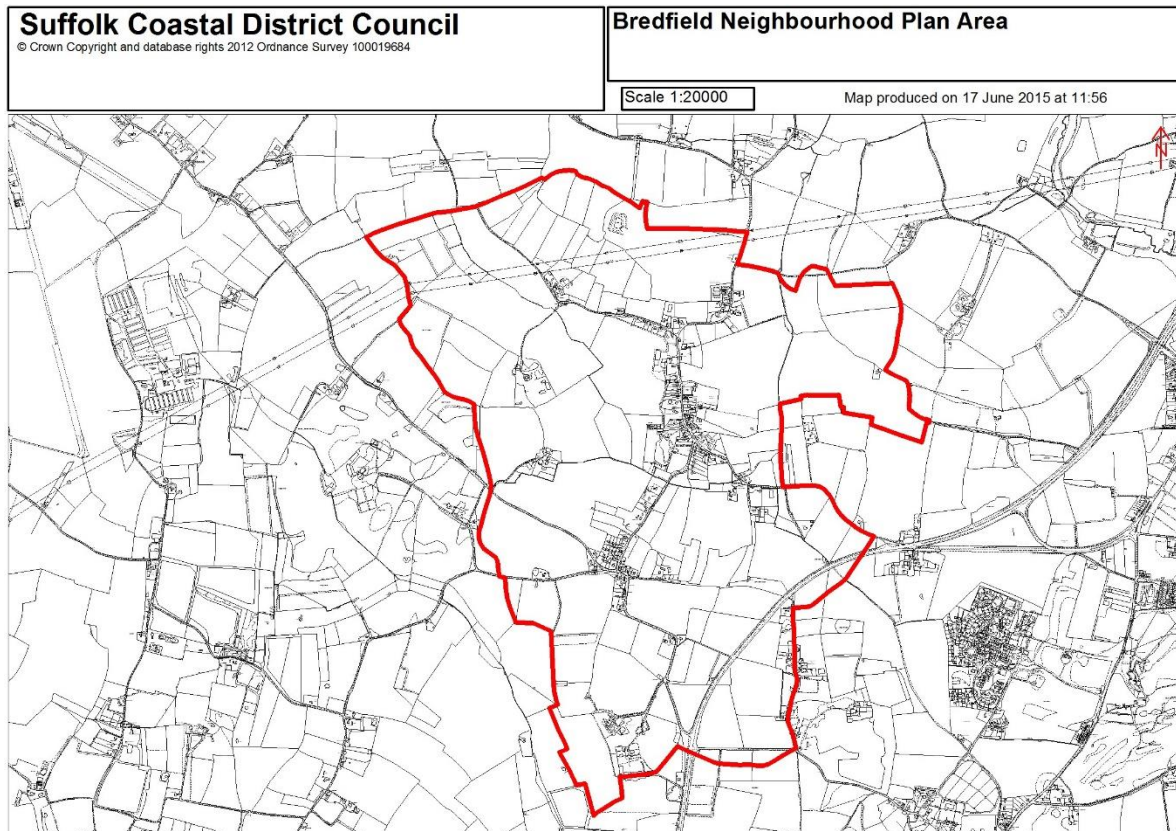 Suffolk Coastal District Council
© Crown Copyright and database rights 2012 Ordnance Survey 100019684
Bredfield Neighbourhood Plan Area
Scale 1:20000
Map produced on 17 June 2015 at 11:56
N